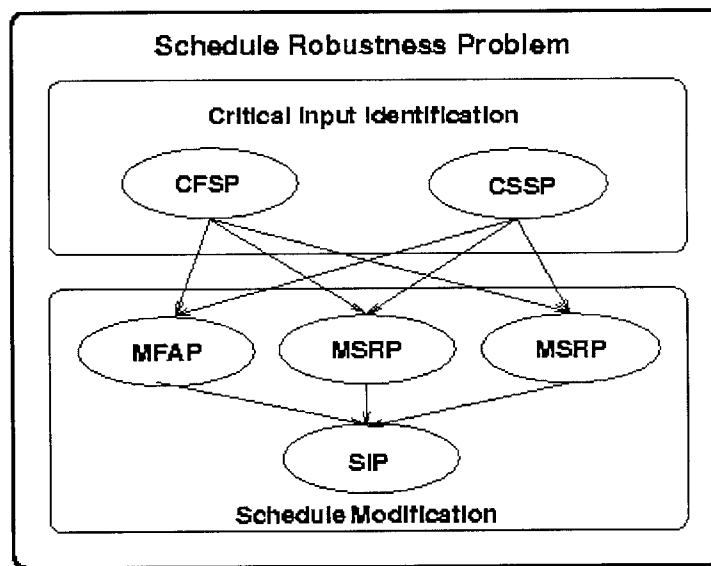 Schedule Robustness Problem
Critical Input Identification
CFSP
CSSP
MFAP
MSRP
MSRP
SIP
Schedule Modification